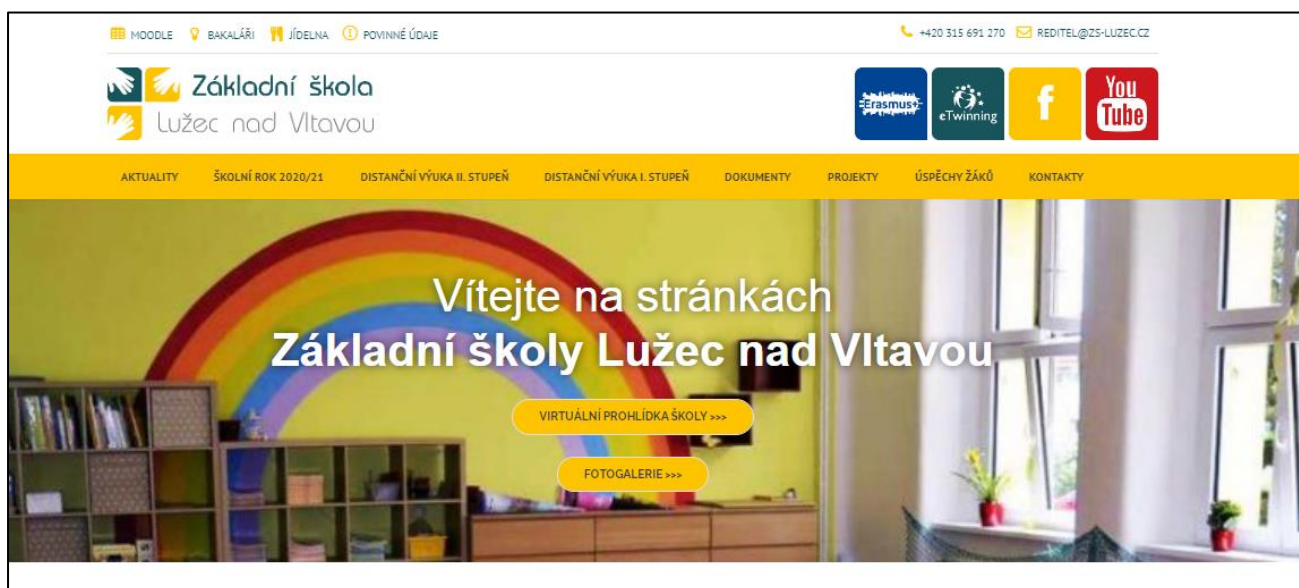 MOODLE BAKALÁŘI JÍDELNA POVINNÉ ÚDAJE +420 315 691 270 REDITEL@ZS-LUZEC.CZ
Základní škola
Lužec nad Vltavou
Erasmus+ eTwinning f You Tube
AKTUALITY ŠKOLNÍ ROK 2020/21 DISTANČNÍ VÝUKA II. STUPEŇ DISTANČNÍ VÝUKA I. STUPEŇ DOKUMENTY PROJEKTY ÚSPĚCHY ŽÁKŮ KONTAKTY
Vítejte na stránkách
Základní školy Lužec nad Vltavou
VIRTUÁLNÍ PROHLÍDKA ŠKOLY >>>
FOTOGALERIE >>>